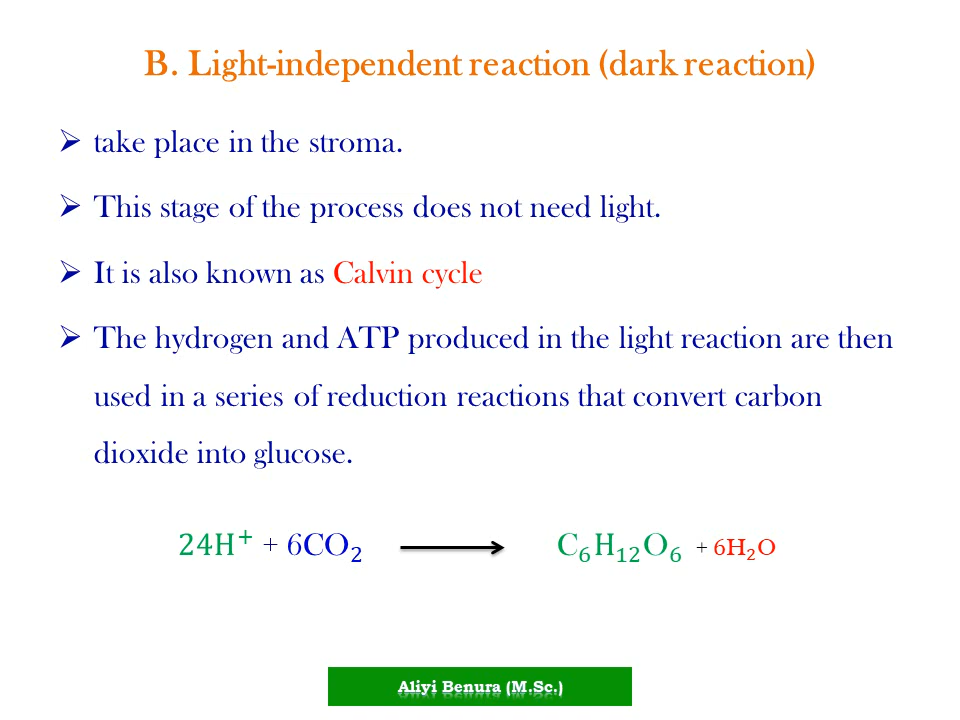 B. Light-independent reaction (dark reaction)
➢ take place in the stroma.
➢ This stage of the process does not need light.
➢ It is also known as Calvin cycle
➢ The hydrogen and ATP produced in the light reaction are then
used in a series of reduction reactions that convert carbon
dioxide into glucose.
24H⁺ + 6CO₂ ⟶ C₆H₁₂O₆ + 6H₂O
Aliyi Benura (M.Sc.)